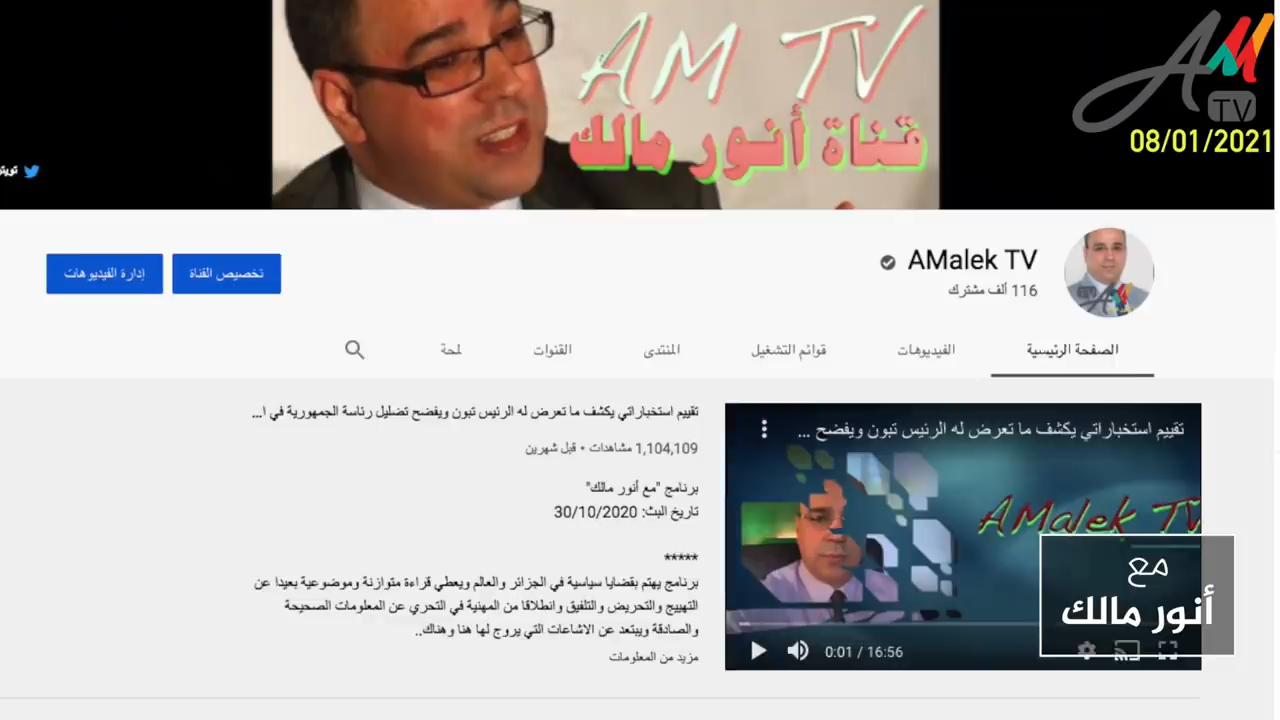 AM TV
قناة أنور مالك
AM
TV
08/01/2021
AMalek TV
116 ألف مشترك
تخصيص القناة
إدارة الفيديوهات
الصفحة الرئيسية
الفيديوهات
قوائم التشغيل
المنتدى
القنوات
لمحة
تقييم استخباراتي يكشف ما تعرض له الرئيس تبون ويفضح ...
AMalek TV
0:01 / 16:56
مع
أنور مالك
تقييم استخباراتي يكشف ما تعرض له الرئيس تبون ويفضح تضليل رئاسة الجمهورية في ا...
1,104,109 مشاهدات • قبل شهرين
برنامج "مع أنور مالك"
تاريخ البث: 30/10/2020
*****
برنامج يهتم بقضايا سياسية في الجزائر والعالم ويعطي قراءة متوازنة وموضوعية بعيدا عن
التهييج والتحريض والتلفيق وانطلاقا من المهنية في التحري عن المعلومات الصحيحة
والصادقة ويبتعد عن الاشاعات التي يروج لها هنا وهناك..
مزيد من المعلومات